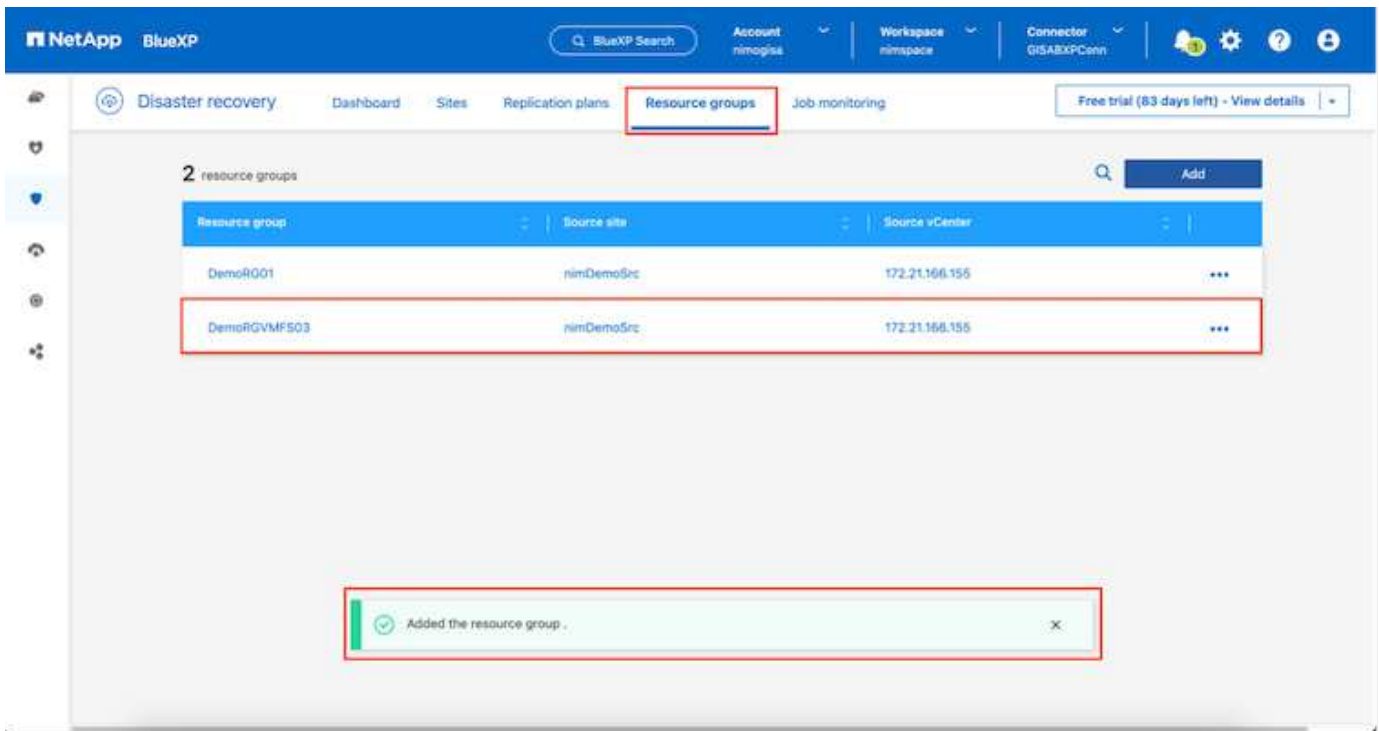 NetApp BlueXP BlueXP Search Account Workspace Connector
nimogisa nimspace GISABXPConn
1
Disaster recovery Dashboard Sites Replication plans Resource groups Job monitoring Free trial (83 days left) - View details
2 resource groups Add
Resource group Source site Source vCenter
DemoRG01 nimDemoSrc 172.21.166.155
DemoRGVMFS03 nimDemoSrc 172.21.166.155
Added the resource group .